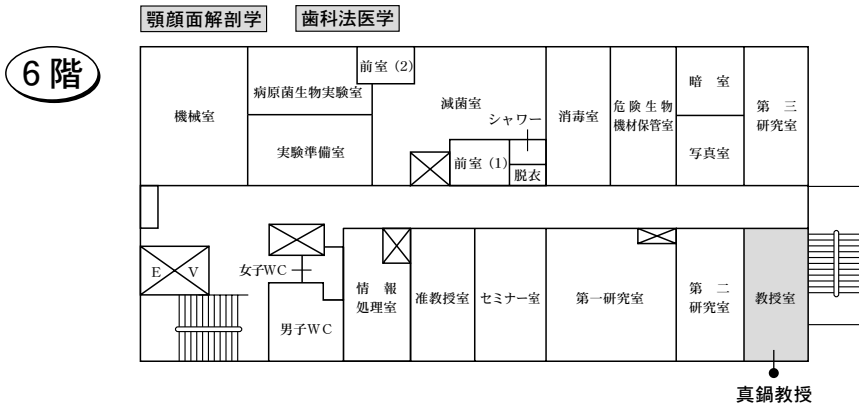 顎顔面解剖学
歯科法医学
6階
機械室
病原菌生物実験室
実験準備室
前室（2）
減菌室
シャワー
前室（1）
脱衣
消毒室
危険生物
機材保管室
暗室
写真室
第三
研究室
EV
女子WC
男子WC
情報
処理室
准教授室
セミナー室
第一研究室
第二
研究室
教授室
真鍋教授